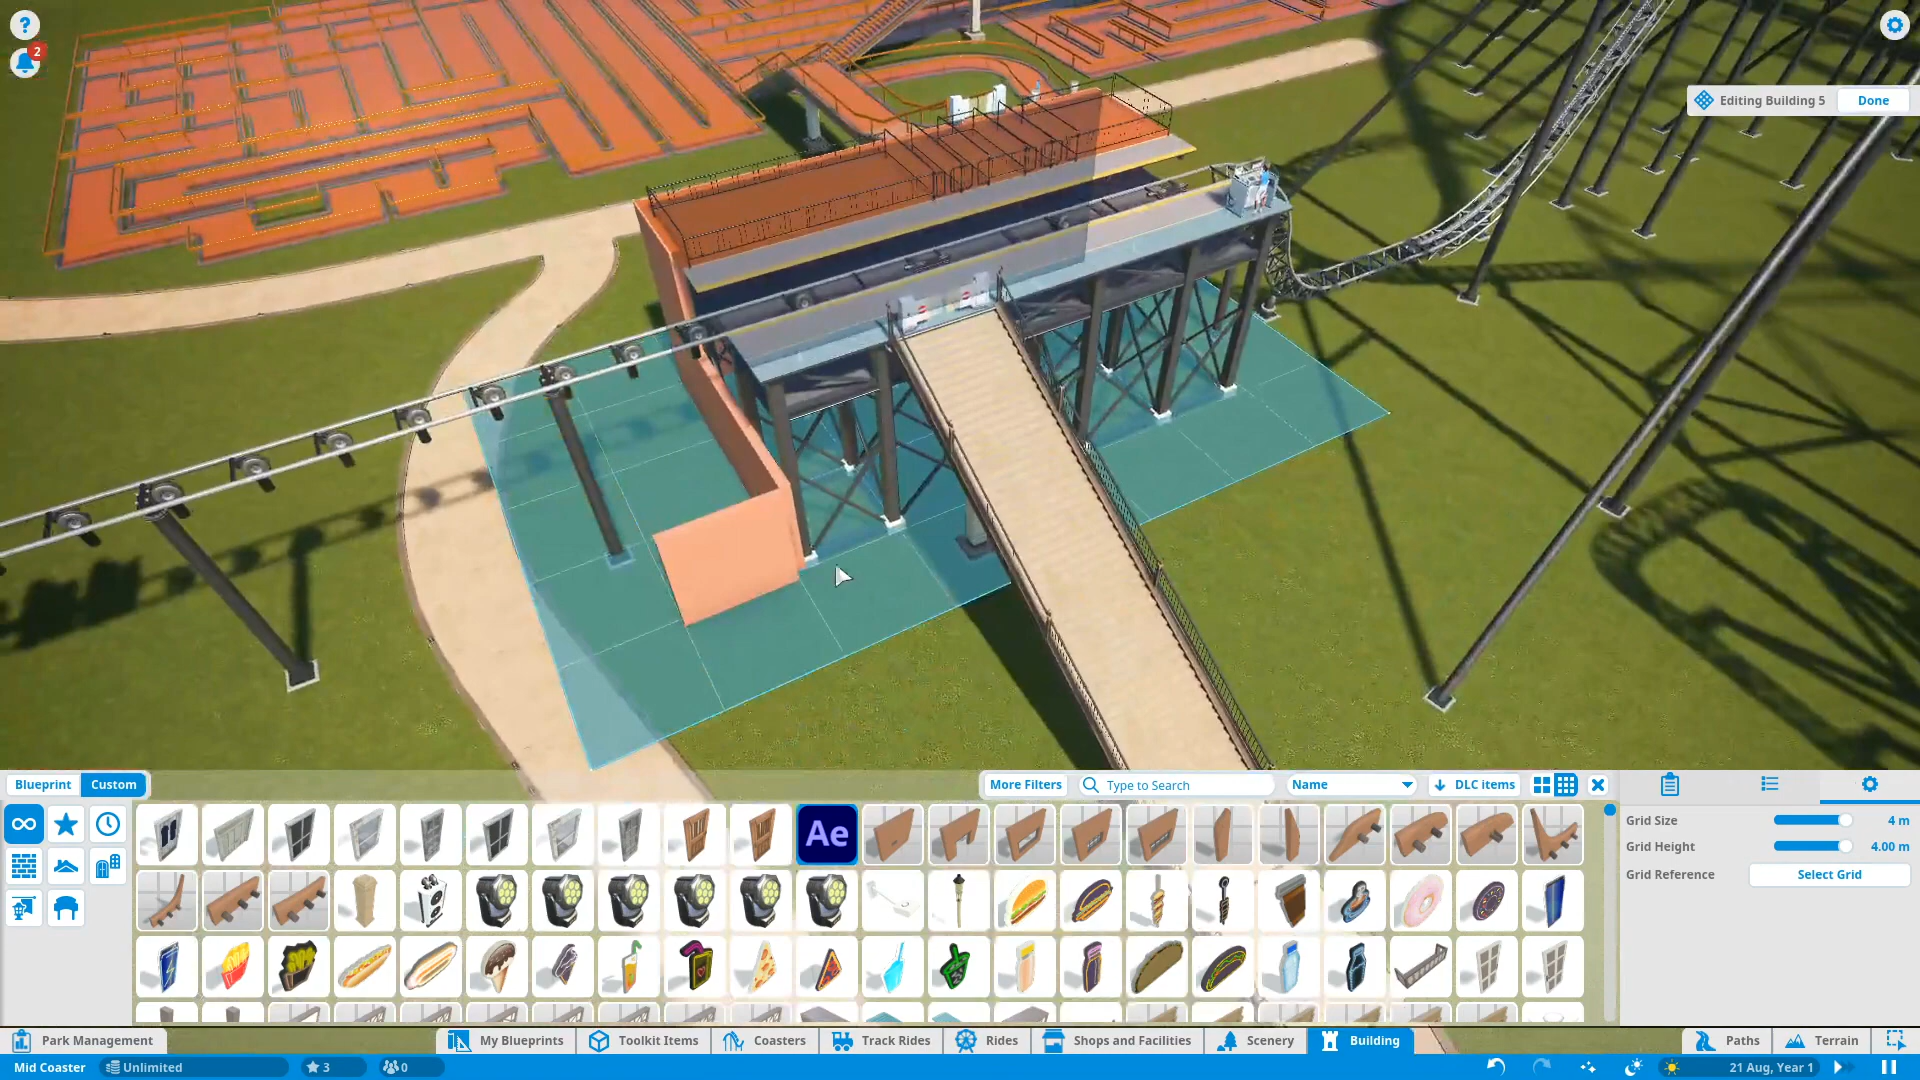 ?
2
Editing Building 5 Done
Blueprint Custom
More Filters Type to Search Name DLC items
Grid Size 4 m
Ae
Grid Height 4.00 m
Grid Reference Select Grid
Park Management My Blueprints Toolkit Items Coasters Track Rides Rides Shops and Facilities Scenery Building Paths Terrain
Mid Coaster Unlimited 3 0 21 Aug, Year 1